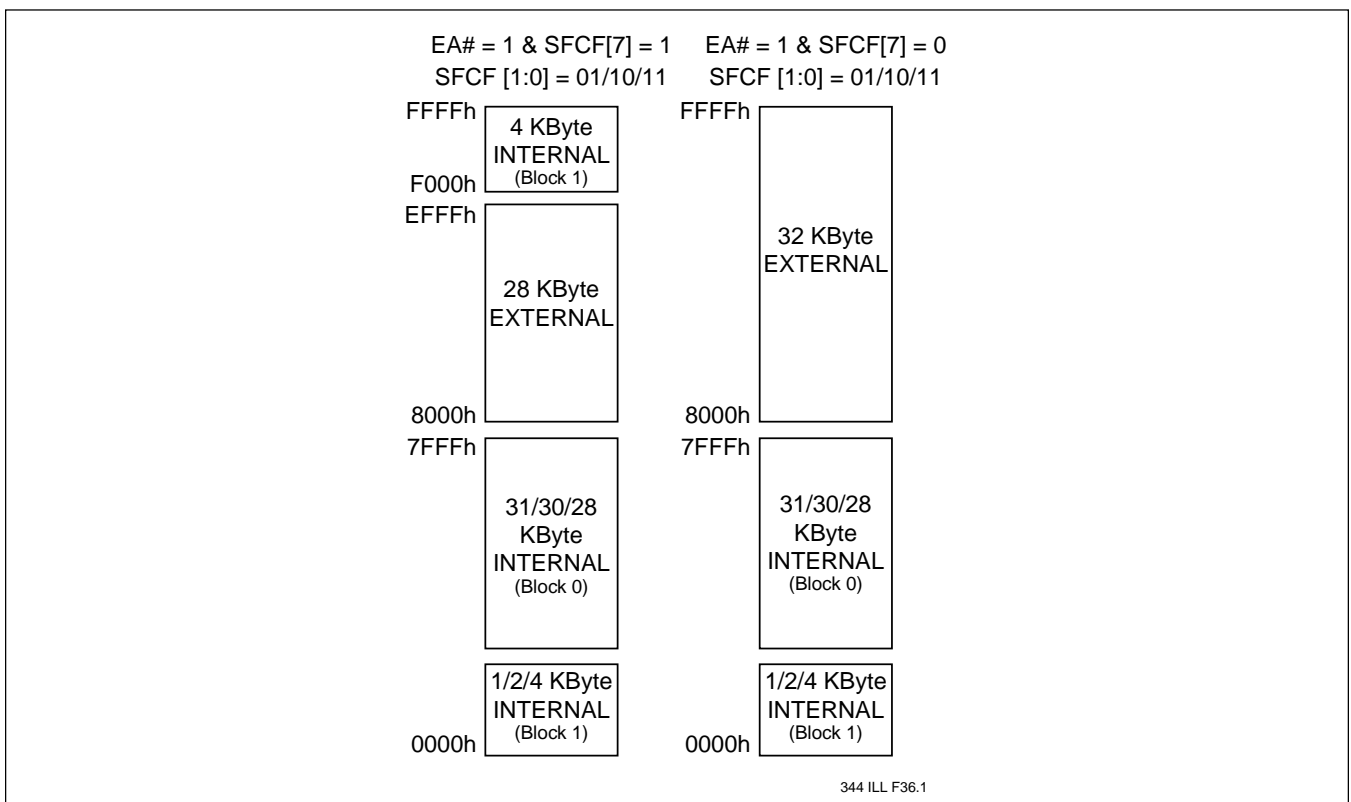 EA# = 1 & SFCF[7] = 1
SFCF [1:0] = 01/10/11
FFFFh
4 KByte
INTERNAL
(Block 1)
F000h
EFFFh
28 KByte
EXTERNAL
8000h
7FFFh
31/30/28
KByte
INTERNAL
(Block 0)
1/2/4 KByte
INTERNAL
(Block 1)
0000h
EA# = 1 & SFCF[7] = 0
SFCF [1:0] = 01/10/11
FFFFh
32 KByte
EXTERNAL
8000h
7FFFh
31/30/28
KByte
INTERNAL
(Block 0)
1/2/4 KByte
INTERNAL
(Block 1)
0000h
344 ILL F36.1